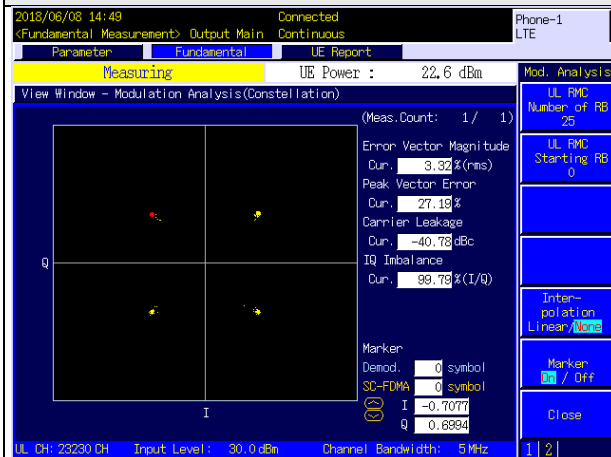 2018/06/08 14:49 Connected Phone-1
<Fundamental Measurement> Output Main Continuous LTE
Parameter Fundamental UE Report
Measuring UE Power : 22.6 dBm Mod. Analysis
View Window - Modulation Analysis(Constellation)
UL RMC
Number of RB
25
(Meas.Count: 1/ 1)
Error Vector Magnitude
Cur. 3.32 %(rms)
Peak Vector Error
Cur. 27.19 %
Carrier Leakage
Cur. -40.78 dBc
IQ Imbalance
Cur. 99.79 %(I/Q)
UL RMC
Starting RB
0
Q
I
Inter-
polation
Linear/None
Marker
Demod. 0 symbol
SC-FDMA 0 symbol
I -0.7077
Q 0.6994
Marker
On / Off
Close
UL CH: 23230 CH Input Level: 30.0 dBm Channel Bandwidth: 5 MHz
1 2